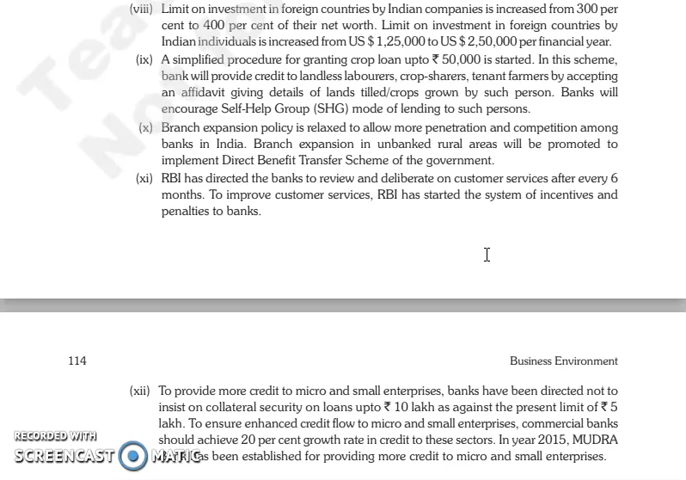 (viii) Limit on investment in foreign countries by Indian companies is increased from 300 per
cent to 400 per cent of their net worth. Limit on investment in foreign countries by
Indian individuals is increased from US $ 1,25,000 to US $ 2,50,000 per financial year.
(ix) A simplified procedure for granting crop loan upto ₹ 50,000 is started. In this scheme,
bank will provide credit to landless labourers, crop-sharers, tenant farmers by accepting
an affidavit giving details of lands tilled/crops grown by such person. Banks will
encourage Self-Help Group (SHG) mode of lending to such persons.
(x) Branch expansion policy is relaxed to allow more penetration and competition among
banks in India. Branch expansion in unbanked rural areas will be promoted to
implement Direct Benefit Transfer Scheme of the government.
(xi) RBI has directed the banks to review and deliberate on customer services after every 6
months. To improve customer services, RBI has started the system of incentives and
penalties to banks.
114 Business Environment
(xii) To provide more credit to micro and small enterprises, banks have been directed not to
insist on collateral security on loans upto ₹ 10 lakh as against the present limit of ₹ 5
lakh. To ensure enhanced credit flow to micro and small enterprises, commercial banks
should achieve 20 per cent growth rate in credit to these sectors. In year 2015, MUDRA
has been established for providing more credit to micro and small enterprises.
RECORDED WITH
SCREENCAST MATIC